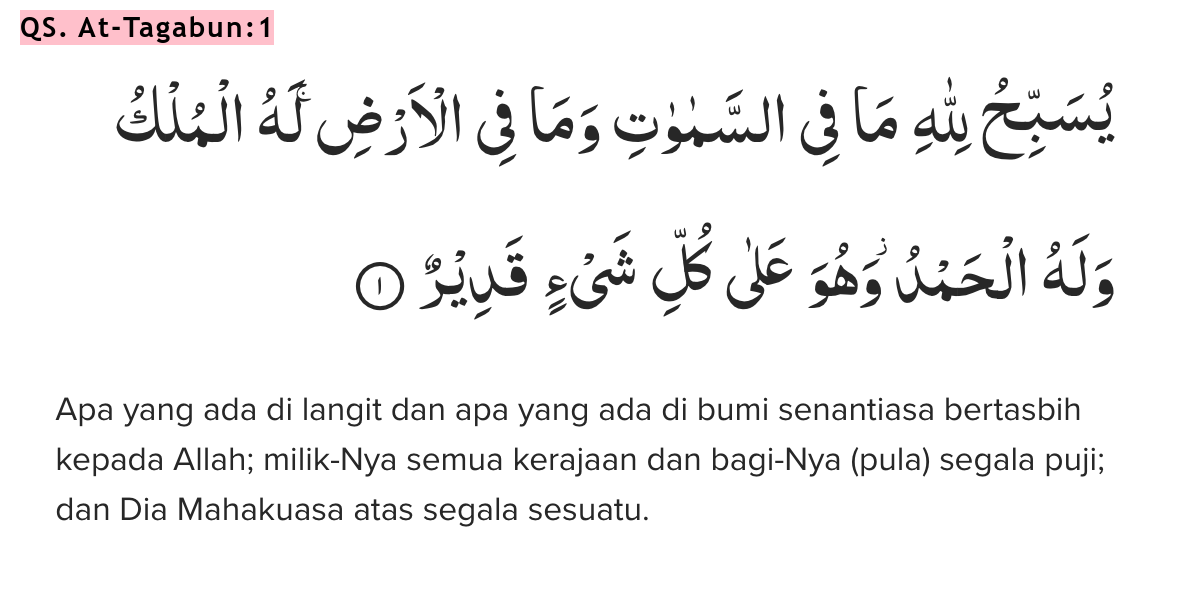 QS. At-Tagabun:1
يُسَبِّحُ لِلّٰهِ مَا فِى السَّمٰوٰتِ وَمَا فِى الْاَرْضِۚ لَهُ الْمُلْكُ
وَلَهُ الْحَمْدُۖ وَهُوَ عَلٰى كُلِّ شَيْءٍ قَدِيْرٌ ١
Apa yang ada di langit dan apa yang ada di bumi senantiasa bertasbih
kepada Allah; milik-Nya semua kerajaan dan bagi-Nya (pula) segala puji;
dan Dia Mahakuasa atas segala sesuatu.